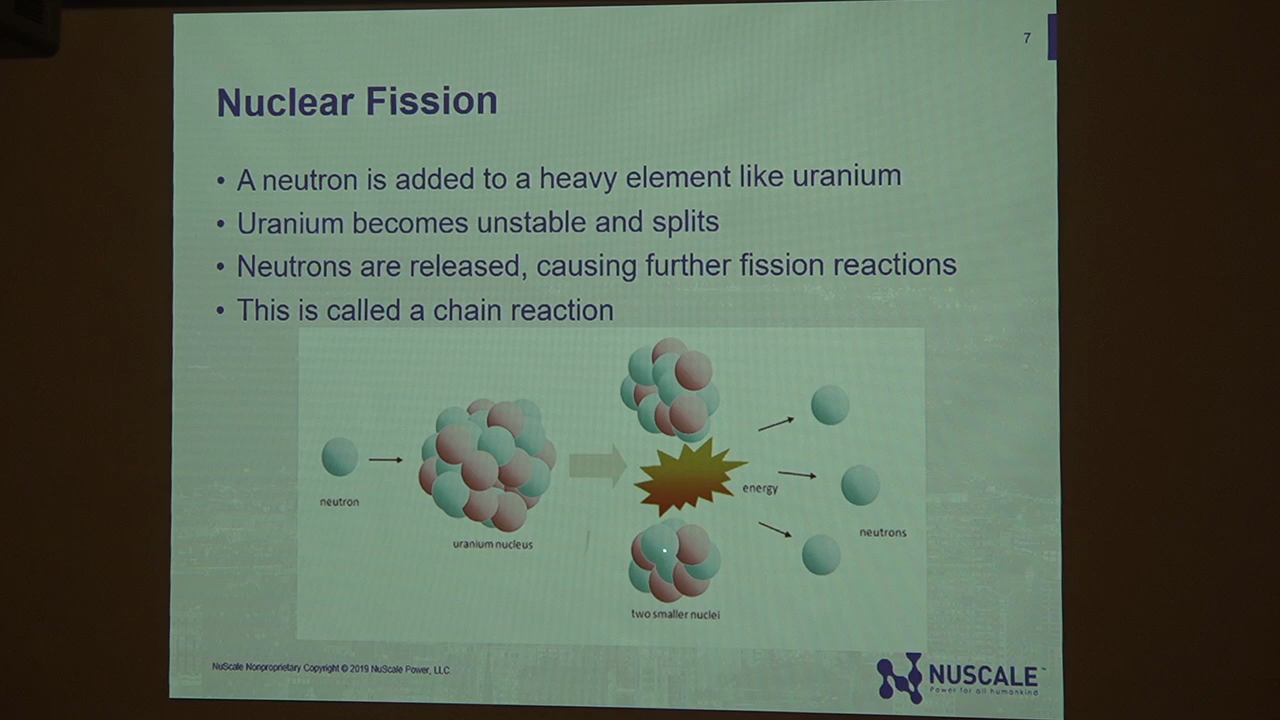 7
Nuclear Fission
• A neutron is added to a heavy element like uranium
• Uranium becomes unstable and splits
• Neutrons are released, causing further fission reactions
• This is called a chain reaction
neutron
uranium nucleus
energy
neutrons
two smaller nuclei
NuScale Nonproprietary Copyright © 2019 NuScale Power, LLC.
NUSCALE™
Power for all humankind